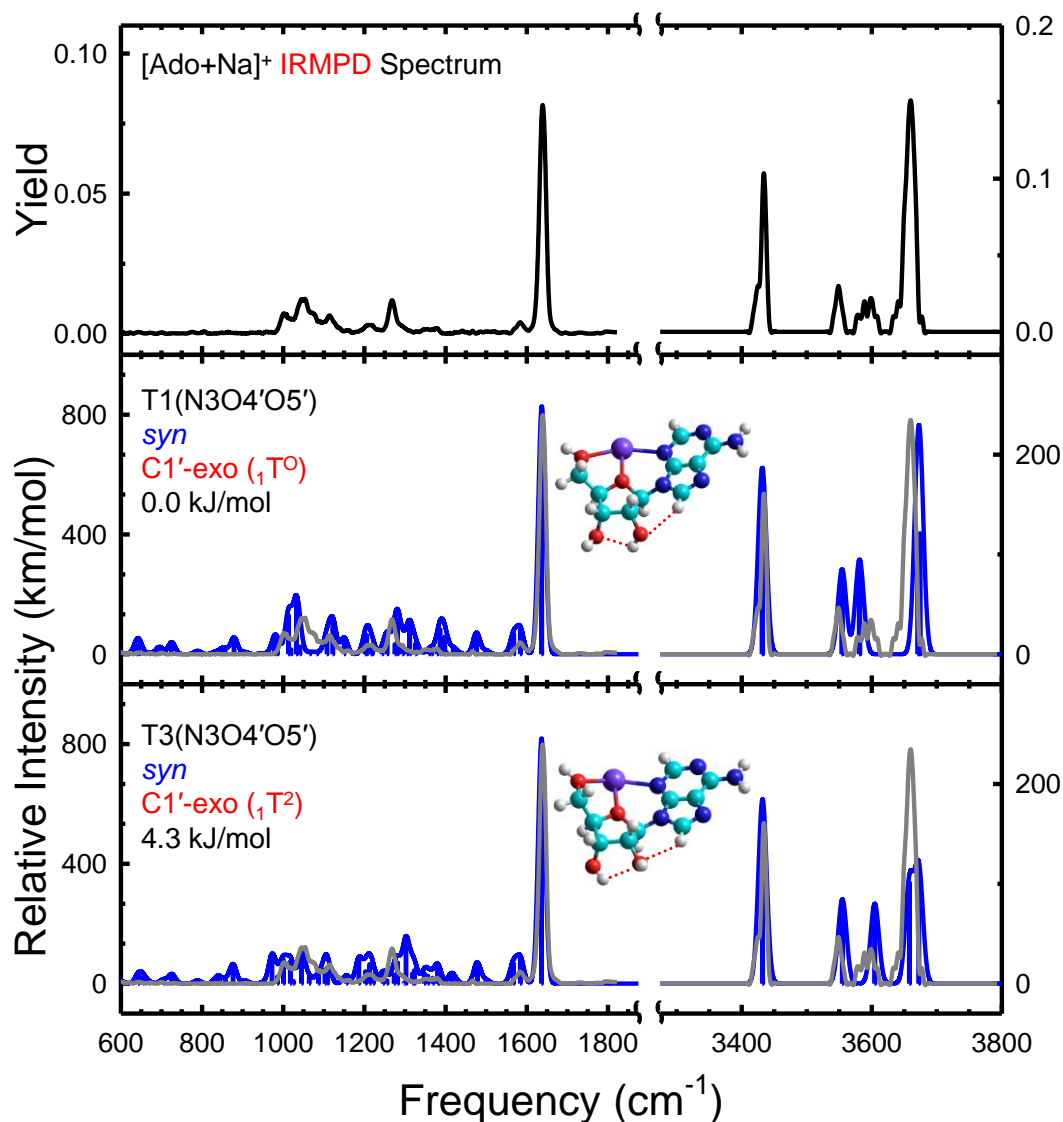 [Ado+Na]⁺ IRMPD Spectrum
Yield
0.10
0.05
0.00
0.2
0.1
0.0
T1(N3O4′O5′)
syn
C1′-exo (₁Tᴼ)
0.0 kJ/mol
800
400
0
200
0
T3(N3O4′O5′)
syn
C1′-exo (₁T²)
4.3 kJ/mol
800
400
0
200
0
Relative Intensity (km/mol)
600 800 1000 1200 1400 1600 1800 3400 3600 3800
Frequency (cm⁻¹)